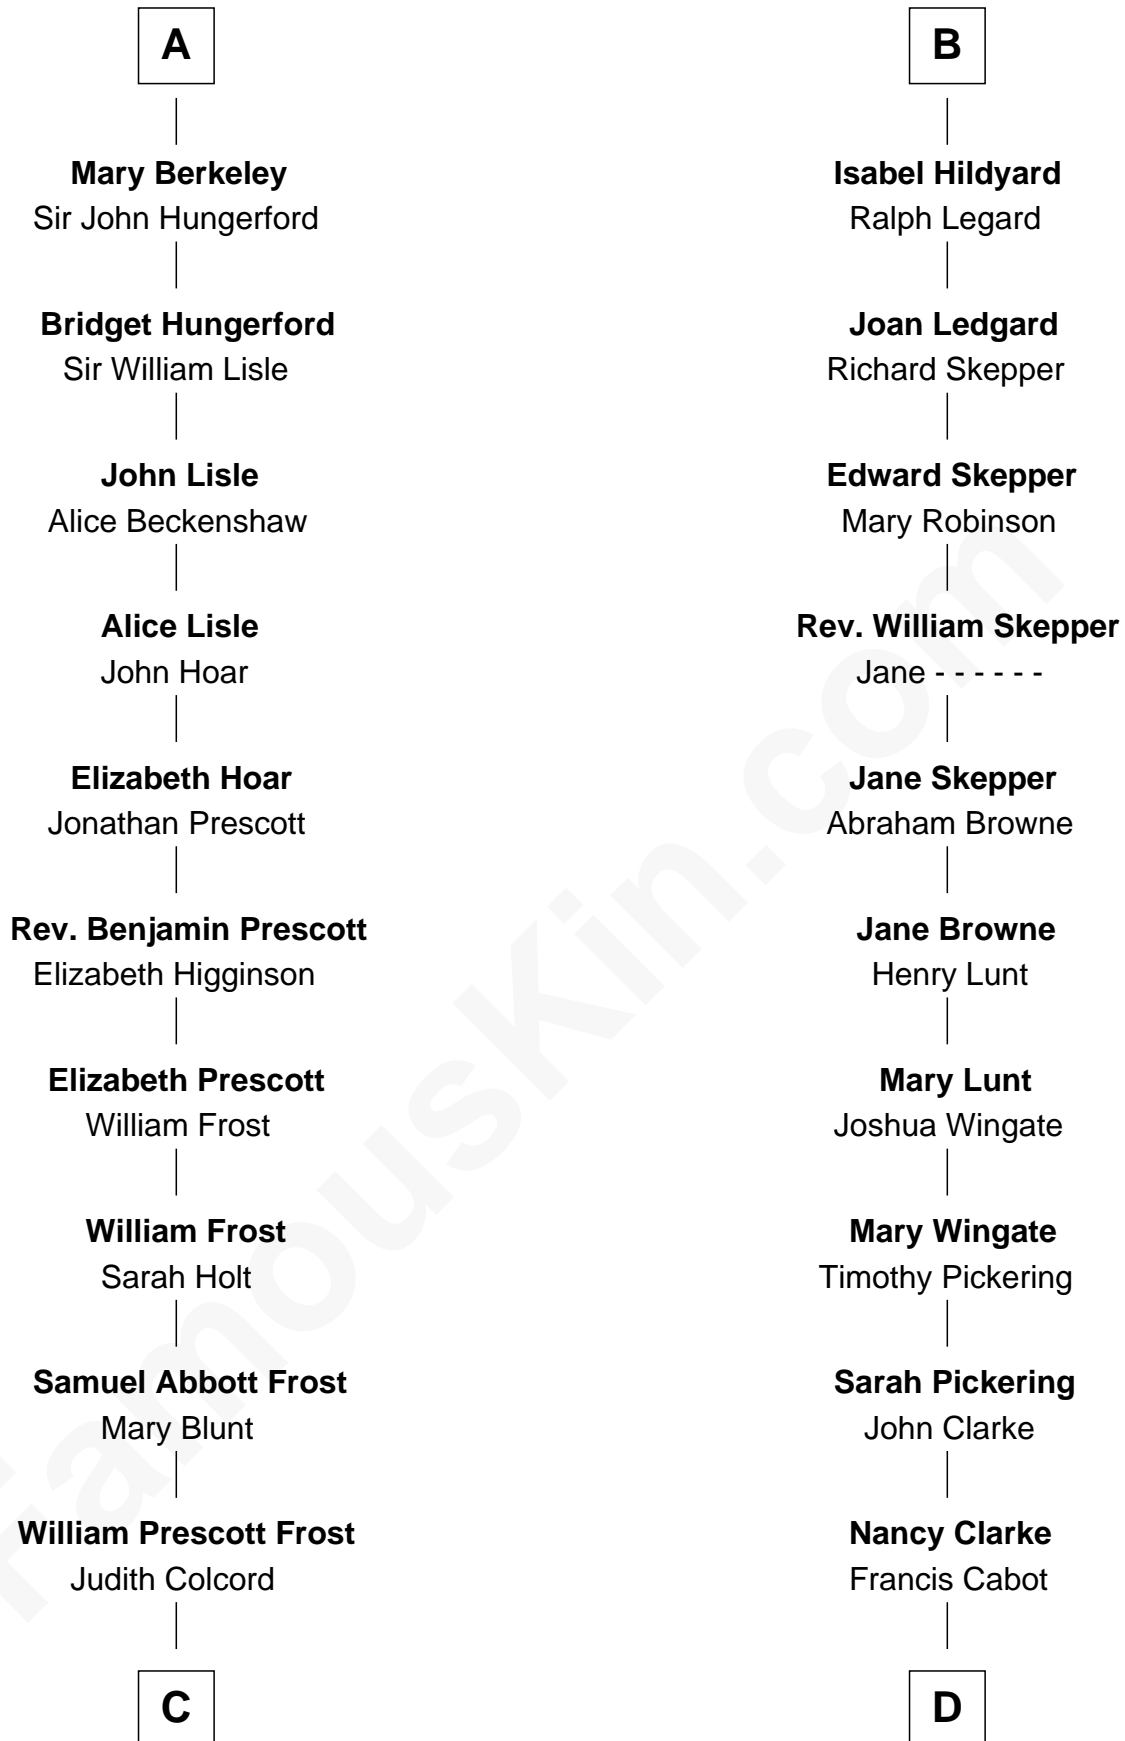 A
Mary Berkeley
Sir John Hungerford
Bridget Hungerford
Sir William Lisle
John Lisle
Alice Beckenshaw
Alice Lisle
John Hoar
Elizabeth Hoar
Jonathan Prescott
Rev. Benjamin Prescott
Elizabeth Higginson
Elizabeth Prescott
William Frost
William Frost
Sarah Holt
Samuel Abbott Frost
Mary Blunt
William Prescott Frost
Judith Colcord
C
B
Isabel Hildyard
Ralph Legard
Joan Ledgard
Richard Skepper
Edward Skepper
Mary Robinson
Rev. William Skepper
Jane - - - - - -
Jane Skepper
Abraham Browne
Jane Browne
Henry Lunt
Mary Lunt
Joshua Wingate
Mary Wingate
Timothy Pickering
Sarah Pickering
John Clarke
Nancy Clarke
Francis Cabot
D
FamousKin.com